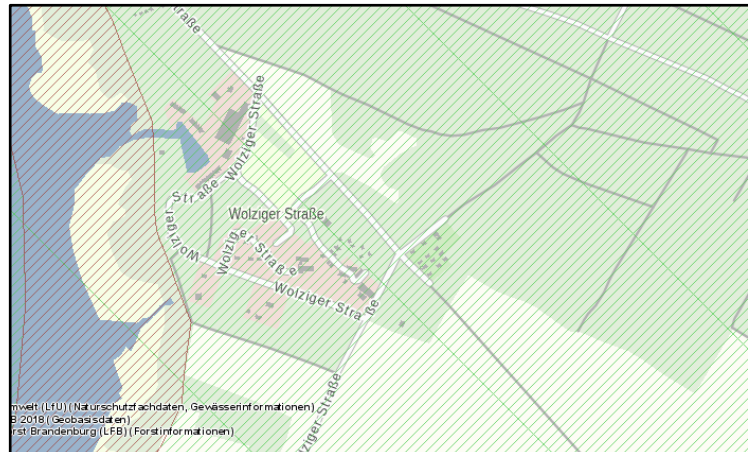 Straße
Wolziger Straße
Wolziger Straße
Wolziger Straße
Wolziger Straße
Wolziger Straße
Wolziger Straße
mwelt (LfU) (Naturschutzfachdaten, Gewässerinformationen)
B 2018 (Geobasisdaten)
rst Brandenburg (LFB) (Forstinformationen)